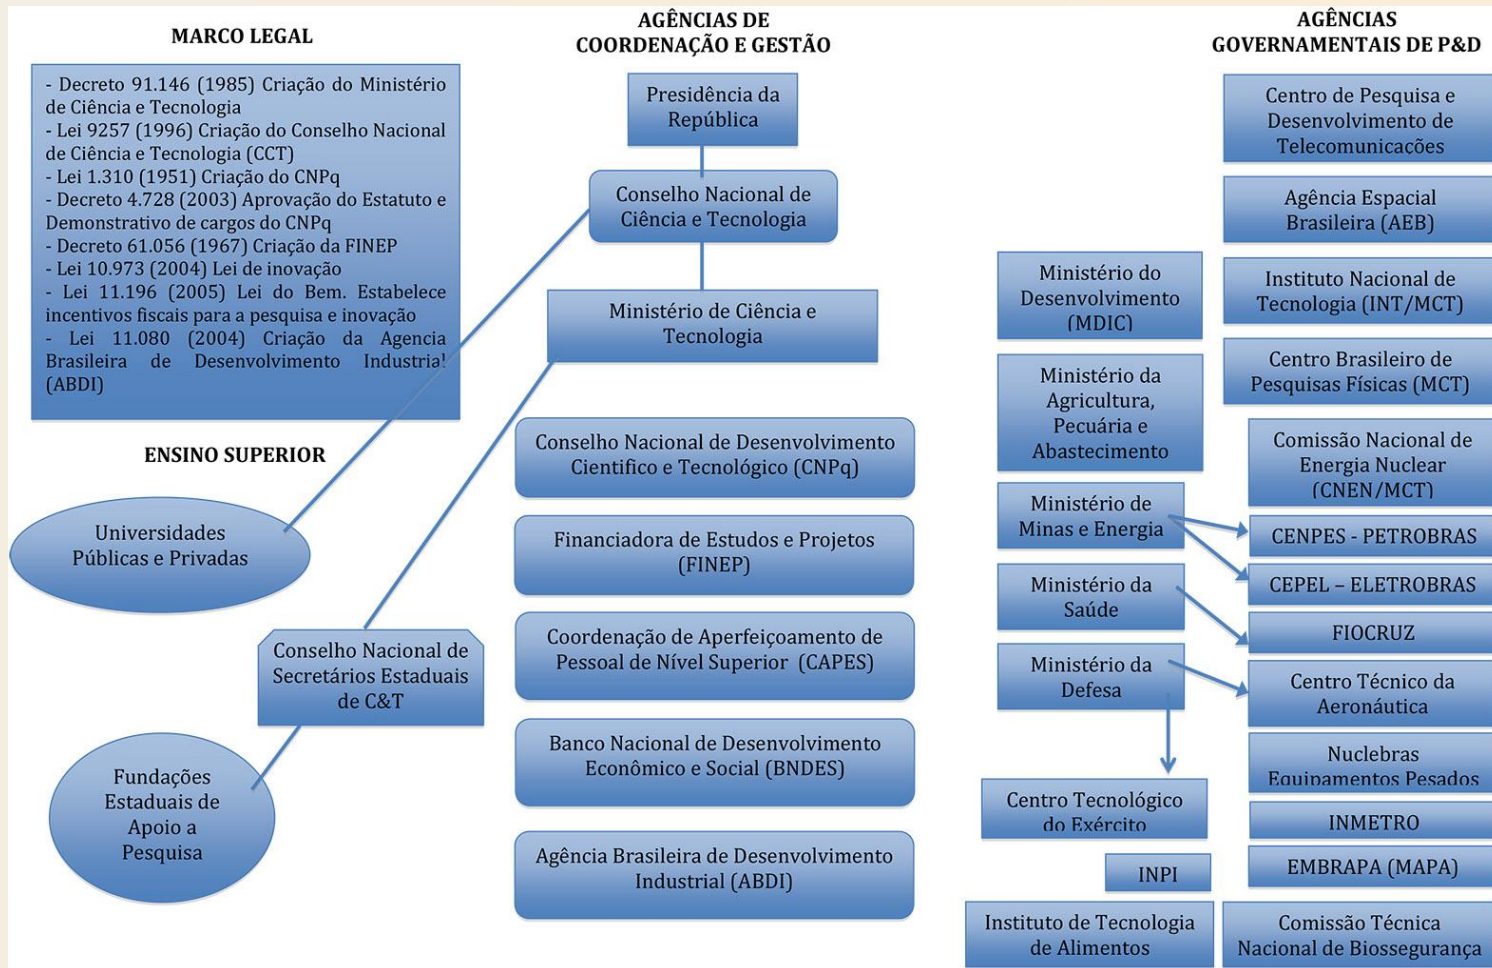 MARCO LEGAL
- Decreto 91.146 (1985) Criação do Ministério
de Ciência e Tecnologia
- Lei 9257 (1996) Criação do Conselho Nacional
de Ciência e Tecnologia (CCT)
- Lei 1.310 (1951) Criação do CNPq
- Decreto 4.728 (2003) Aprovação do Estatuto e
Demonstrativo de cargos do CNPq
- Decreto 61.056 (1967) Criação da FINEP
- Lei 10.973 (2004) Lei de inovação
- Lei 11.196 (2005) Lei do Bem. Estabelece
incentivos fiscais para a pesquisa e inovação
- Lei 11.080 (2004) Criação da Agencia
Brasileira de Desenvolvimento Industrial
(ABDI)
ENSINO SUPERIOR
Universidades
Públicas e Privadas
Conselho Nacional de
Secretários Estaduais
de C&T
Fundações
Estaduais de
Apoio a
Pesquisa
AGÊNCIAS DE
COORDENAÇÃO E GESTÃO
Presidência da
República
Conselho Nacional de
Ciência e Tecnologia
Ministério de Ciência e
Tecnologia
Conselho Nacional de Desenvolvimento
Cientifico e Tecnológico (CNPq)
Financiadora de Estudos e Projetos
(FINEP)
Coordenação de Aperfeiçoamento de
Pessoal de Nível Superior (CAPES)
Banco Nacional de Desenvolvimento
Econômico e Social (BNDES)
Agência Brasileira de Desenvolvimento
Industrial (ABDI)
AGÊNCIAS
GOVERNAMENTAIS DE P&D
Ministério do
Desenvolvimento
(MDIC)
Ministério da
Agricultura,
Pecuária e
Abastecimento
Ministério de
Minas e Energia
Ministério da
Saúde
Ministério da
Defesa
Centro Tecnológico
do Exército
INPI
Instituto de Tecnologia
de Alimentos
Centro de Pesquisa e
Desenvolvimento de
Telecomunicacões
Agência Espacial
Brasileira (AEB)
Instituto Nacional de
Tecnologia (INT/MCT)
Centro Brasileiro de
Pesquisas Físicas (MCT)
Comissão Nacional de
Energia Nuclear
(CNEN/MCT)
CENPES - PETROBRAS
CEPEL – ELETROBRAS
FIOCRUZ
Centro Técnico da
Aeronáutica
Nuclebras
Equipamentos Pesados
INMETRO
EMBRAPA (MAPA)
Comissão Técnica
Nacional de Biossegurança